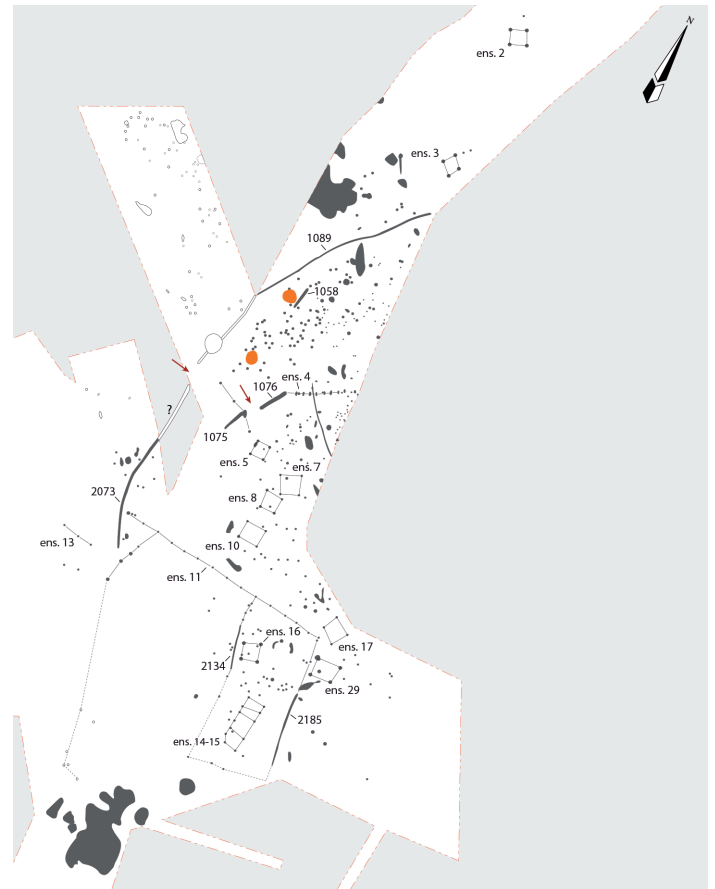 N
ens. 2
ens. 3
1089
1058
ens. 4
1076
1075
?
ens. 5
ens. 7
2073
ens. 8
ens. 13
ens. 10
ens. 11
ens. 16
ens. 17
2134
ens. 29
2185
ens. 14-15